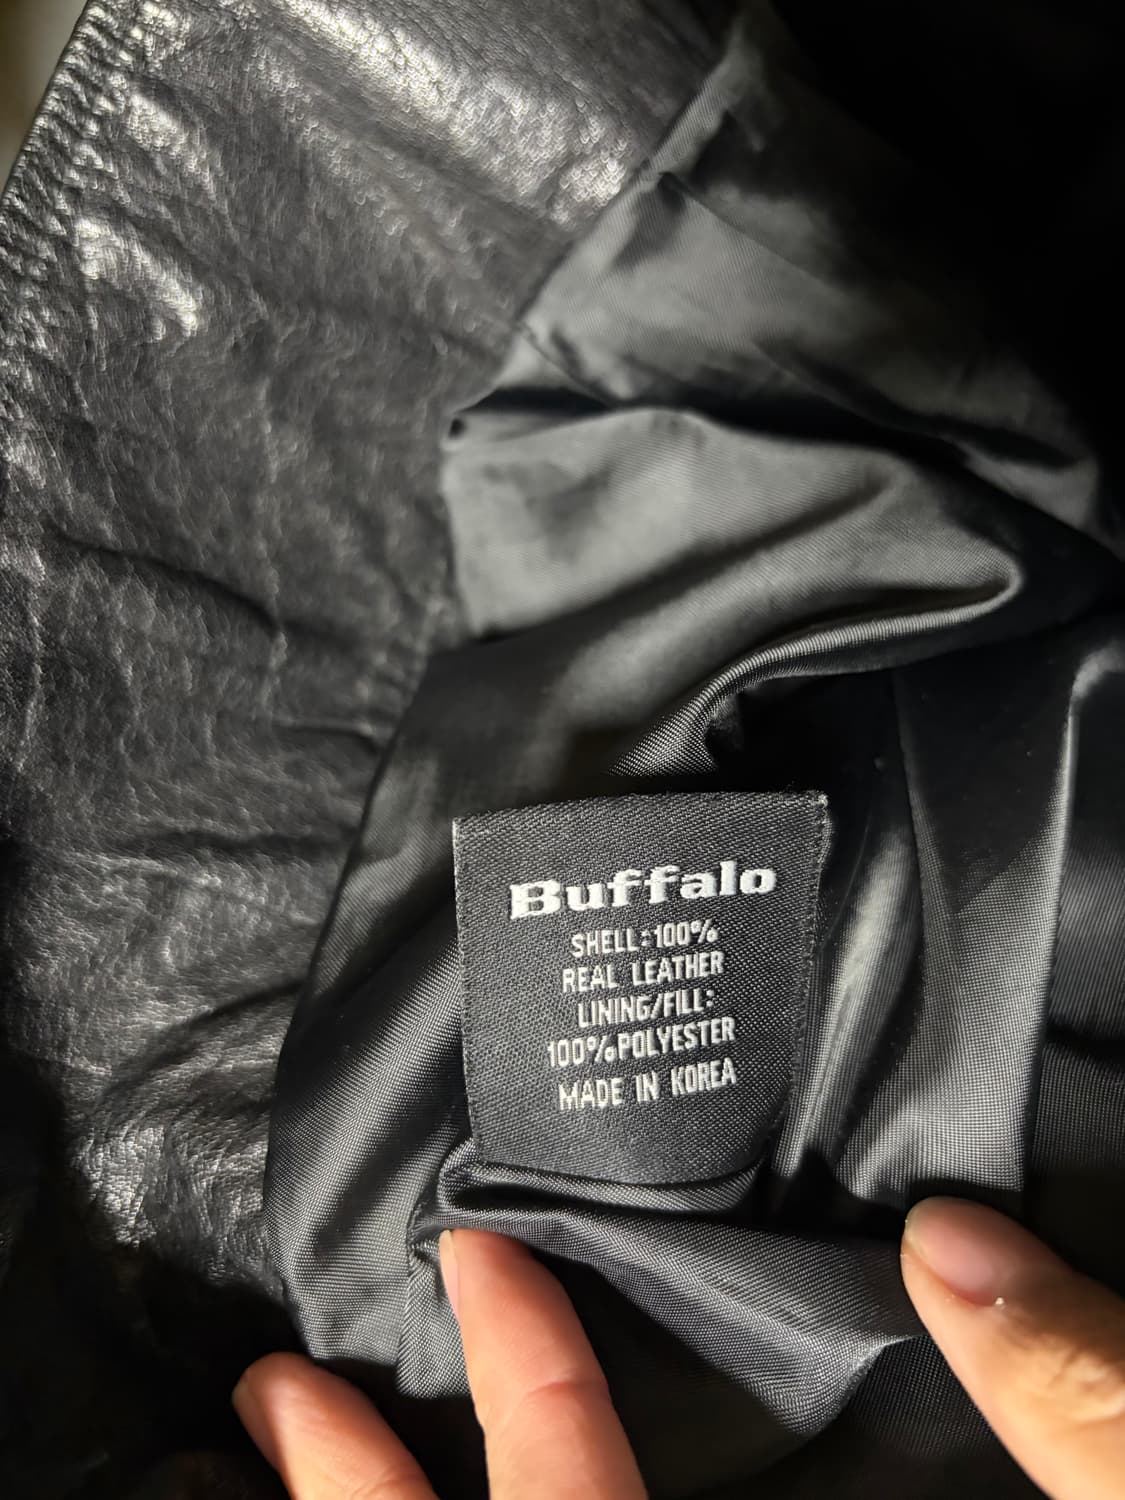 Buffalo
SHELL:100%
REAL LEATHER
LINING/FILL:
100%POLYESTER
MADE IN KOREA